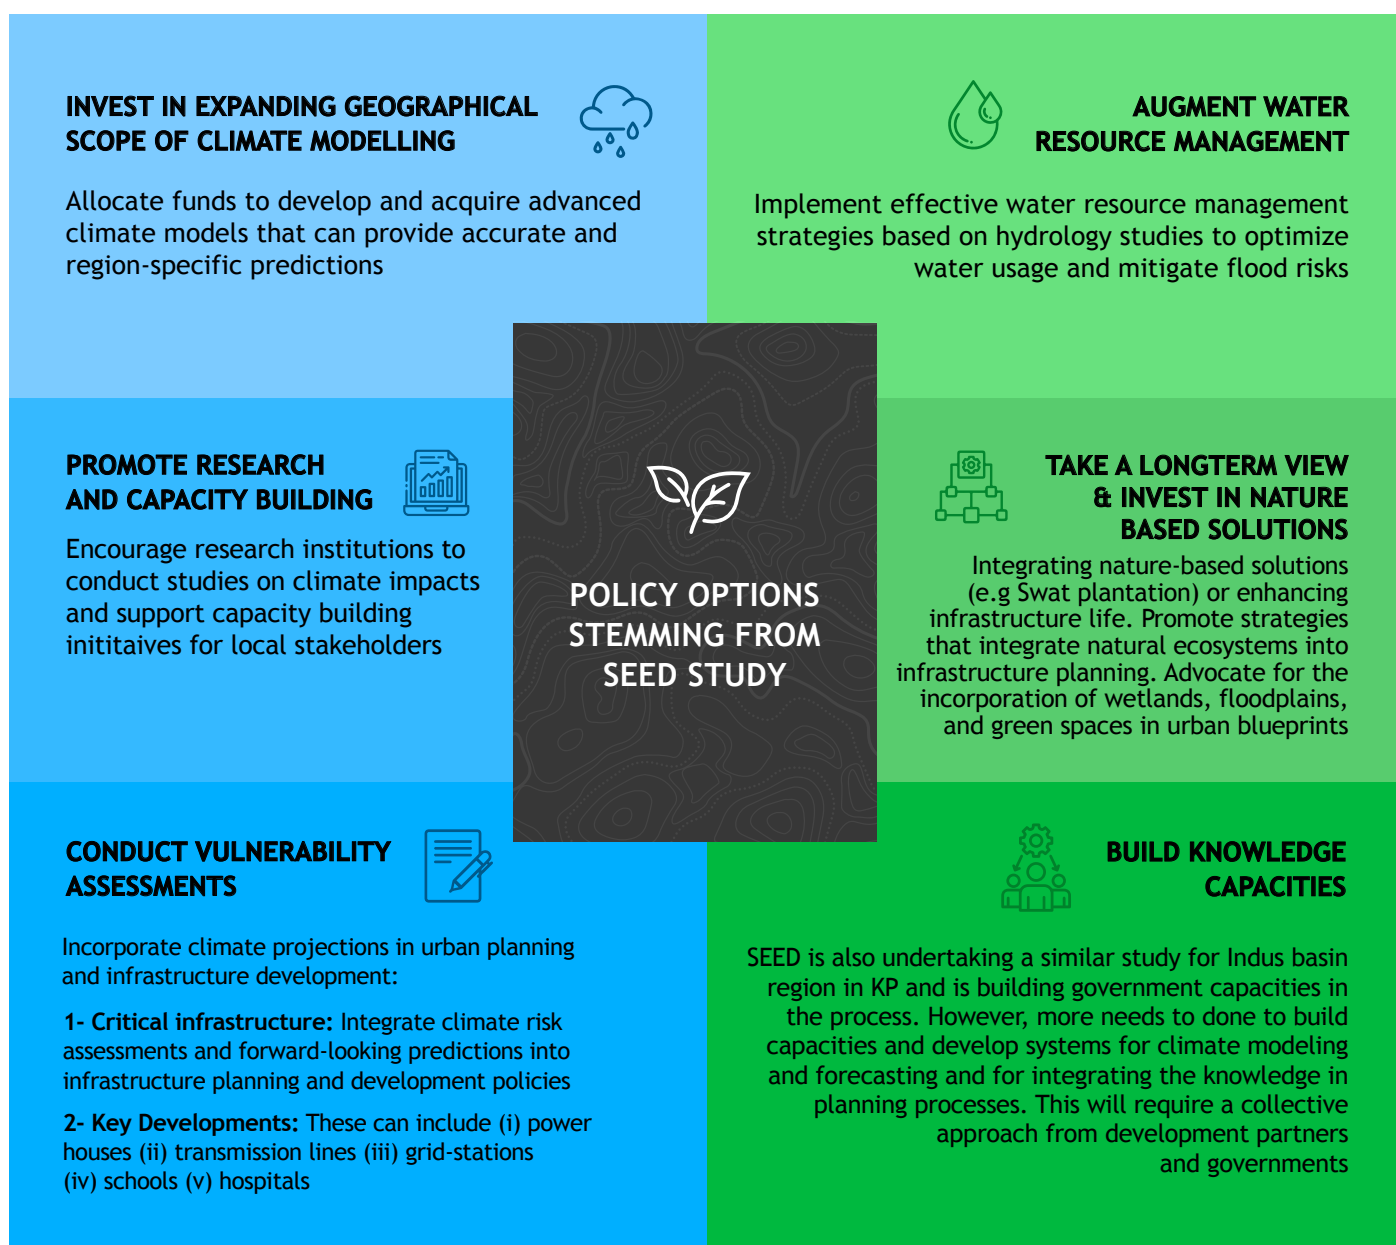 INVEST IN EXPANDING GEOGRAPHICAL
SCOPE OF CLIMATE MODELLING
Allocate funds to develop and acquire advanced
climate models that can provide accurate and
region-specific predictions
AUGMENT WATER
RESOURCE MANAGEMENT
Implement effective water resource management
strategies based on hydrology studies to optimize
water usage and mitigate flood risks
PROMOTE RESEARCH
AND CAPACITY BUILDING
Encourage research institutions to
conduct studies on climate impacts
and support capacity building
inititaives for local stakeholders
POLICY OPTIONS
STEMMING FROM
SEED STUDY
TAKE A LONGTERM VIEW
& INVEST IN NATURE
BASED SOLUTIONS
Integrating nature-based solutions
(e.g Swat plantation) or enhancing
infrastructure life. Promote strategies
that integrate natural ecosystems into
infrastructure planning. Advocate for the
incorporation of wetlands, floodplains,
and green spaces in urban blueprints
CONDUCT VULNERABILITY
ASSESSMENTS
Incorporate climate projections in urban planning
and infrastructure development:
1- Critical infrastructure: Integrate climate risk
assessments and forward-looking predictions into
infrastructure planning and development policies
2- Key Developments: These can include (i) power
houses (ii) transmission lines (iii) grid-stations
(iv) schools (v) hospitals
BUILD KNOWLEDGE
CAPACITIES
SEED is also undertaking a similar study for Indus basin
region in KP and is building government capacities in
the process. However, more needs to done to build
capacities and develop systems for climate modeling
and forecasting and for integrating the knowledge in
planning processes. This will require a collective
approach from development partners
and governments